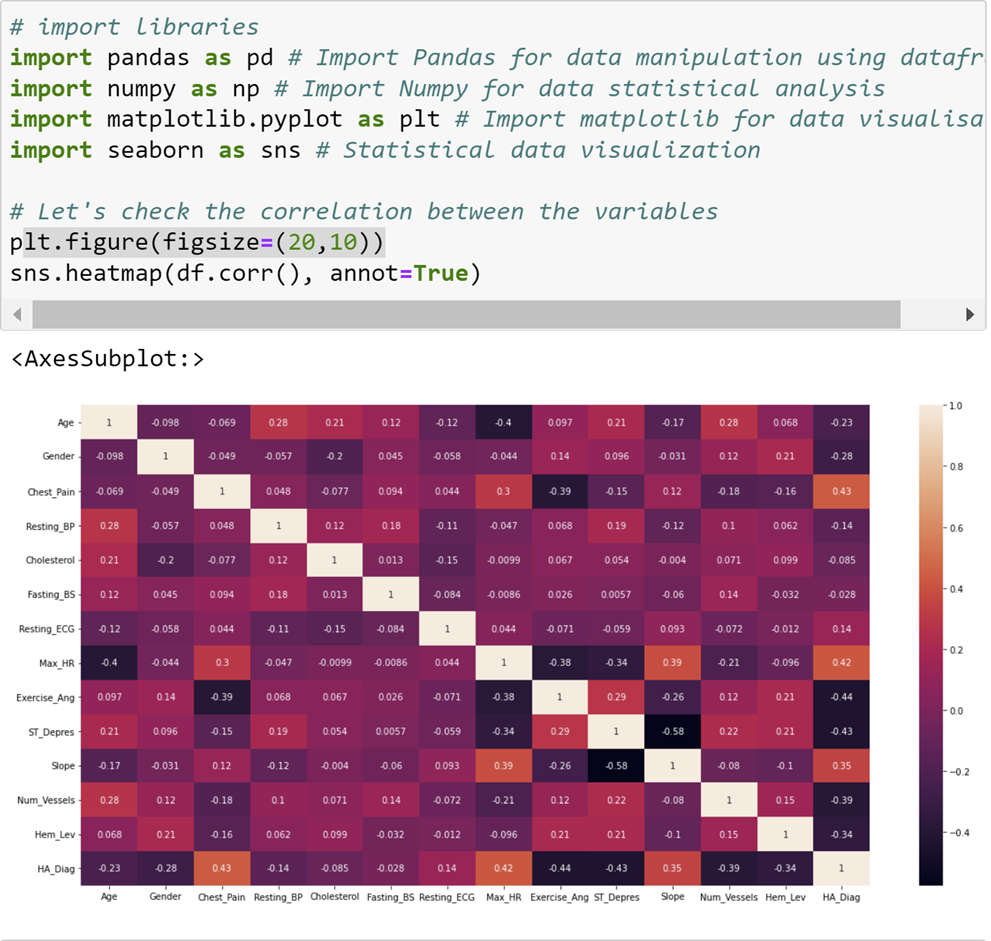 # import libraries
import pandas as pd # Import Pandas for data manipulation using datafr
import numpy as np # Import Numpy for data statistical analysis
import matplotlib.pyplot as plt # Import matplotlib for data visualisa
import seaborn as sns # Statistical data visualization
# Let's check the correlation between the variables
plt.figure(figsize=(20,10))
sns.heatmap(df.corr(), annot=True)
<AxesSubplot:>
Age 1 -0.098 -0.069 0.28 0.21 0.12 -0.12 -0.4 0.097 0.21 -0.17 0.28 0.068 -0.23
Gender -0.098 1 -0.049 -0.057 -0.2 0.045 -0.058 -0.044 0.14 0.096 -0.031 0.12 0.21 -0.28
Chest_Pain -0.069 -0.049 1 0.048 -0.077 0.094 0.044 0.3 -0.39 -0.15 0.12 -0.18 -0.16 0.43
Resting_BP 0.28 -0.057 0.048 1 0.12 0.18 -0.11 -0.047 0.068 0.19 -0.12 0.1 0.062 -0.14
Cholesterol 0.21 -0.2 -0.077 0.12 1 0.013 -0.15 -0.0099 0.067 0.054 -0.004 0.071 0.099 -0.085
Fasting_BS 0.12 0.045 0.094 0.18 0.013 1 -0.084 -0.0086 0.026 0.0057 -0.06 0.14 -0.032 -0.028
Resting_ECG -0.12 -0.058 0.044 -0.11 -0.15 -0.084 1 0.044 -0.071 -0.059 0.093 -0.072 -0.012 0.14
Max_HR -0.4 -0.044 0.3 -0.047 -0.0099 -0.0086 0.044 1 -0.38 -0.34 0.39 -0.21 -0.096 0.42
Exercise_Ang 0.097 0.14 -0.39 0.068 0.067 0.026 -0.071 -0.38 1 0.29 -0.26 0.12 0.21 -0.44
ST_Depres 0.21 0.096 -0.15 0.19 0.054 0.0057 -0.059 -0.34 0.29 1 -0.58 0.22 0.21 -0.43
Slope -0.17 -0.031 0.12 -0.12 -0.004 -0.06 0.093 0.39 -0.26 -0.58 1 -0.08 -0.1 0.35
Num_Vessels 0.28 0.12 -0.18 0.1 0.071 0.14 -0.072 -0.21 0.12 0.22 -0.08 1 0.15 -0.39
Hem_Lev 0.068 0.21 -0.16 0.062 0.099 -0.032 -0.012 -0.096 0.21 0.21 -0.1 0.15 1 -0.34
HA_Diag -0.23 -0.28 0.43 -0.14 -0.085 -0.028 0.14 0.42 -0.44 -0.43 0.35 -0.39 -0.34 1
Age Gender Chest_Pain Resting_BP Cholesterol Fasting_BS Resting_ECG Max_HR Exercise_Ang ST_Depres Slope Num_Vessels Hem_Lev HA_Diag
1.0
0.8
0.6
0.4
0.2
0.0
-0.2
-0.4